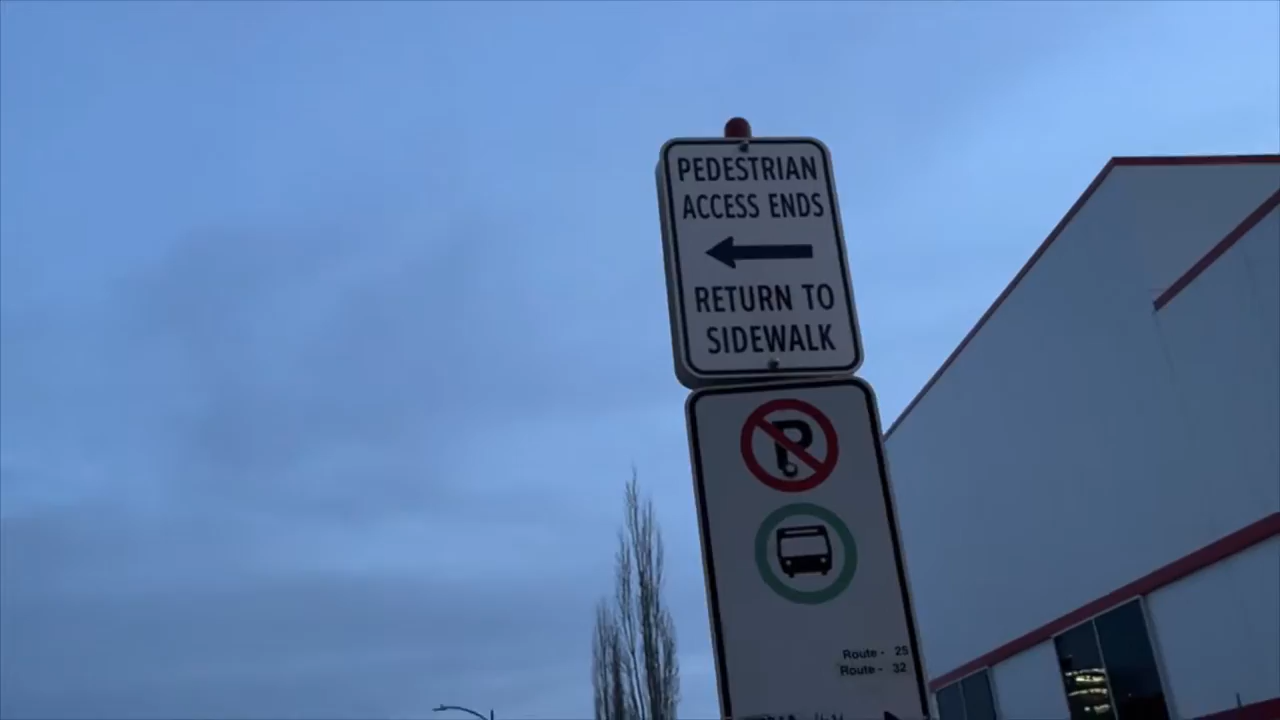 PEDESTRIAN
ACCESS ENDS
RETURN TO
SIDEWALK
P
Route - 25
Route - 32